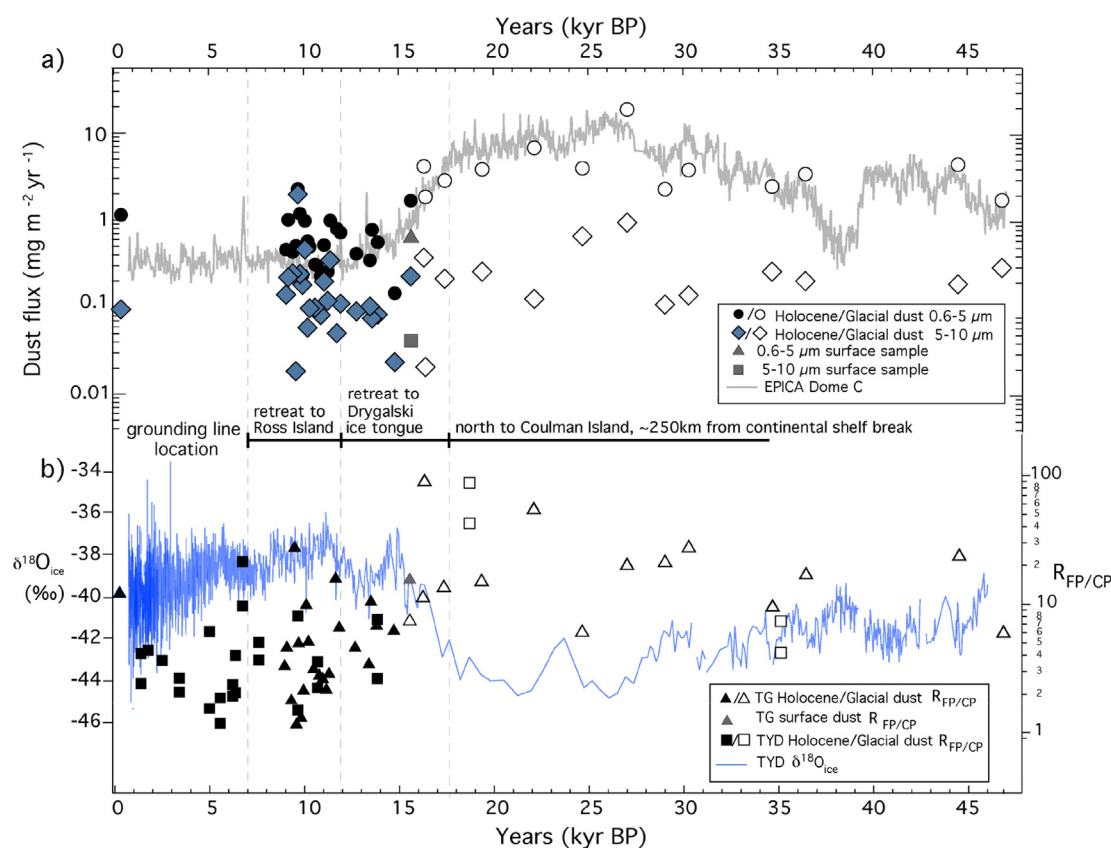 Years (kyr BP)
0 5 10 15 20 25 30 35 40 45
a)
Dust flux (mg m -2 yr -1)
10
1
0.1
0.01
●/○ Holocene/Glacial dust 0.6-5 µm
◆/◇ Holocene/Glacial dust 5-10 µm
0.6-5 µm surface sample
5-10 µm surface sample
EPICA Dome C
grounding line
location
retreat to
Ross Island
retreat to
Drygalski
ice tongue
north to Coulman Island, ~250km from continental shelf break
b)
-34
-36
-38
-40
-42
-44
-46
δ18Oice
(‰)
100
8
6
5
4
3
2
10
8
6
5
4
3
2
1
RFP/CP
▲/△ TG Holocene/Glacial dust RFP/CP
TG surface dust RFP/CP
■/□ TYD Holocene/Glacial dust RFP/CP
TYD δ18Oice
0 5 10 15 20 25 30 35 40 45
Years (kyr BP)